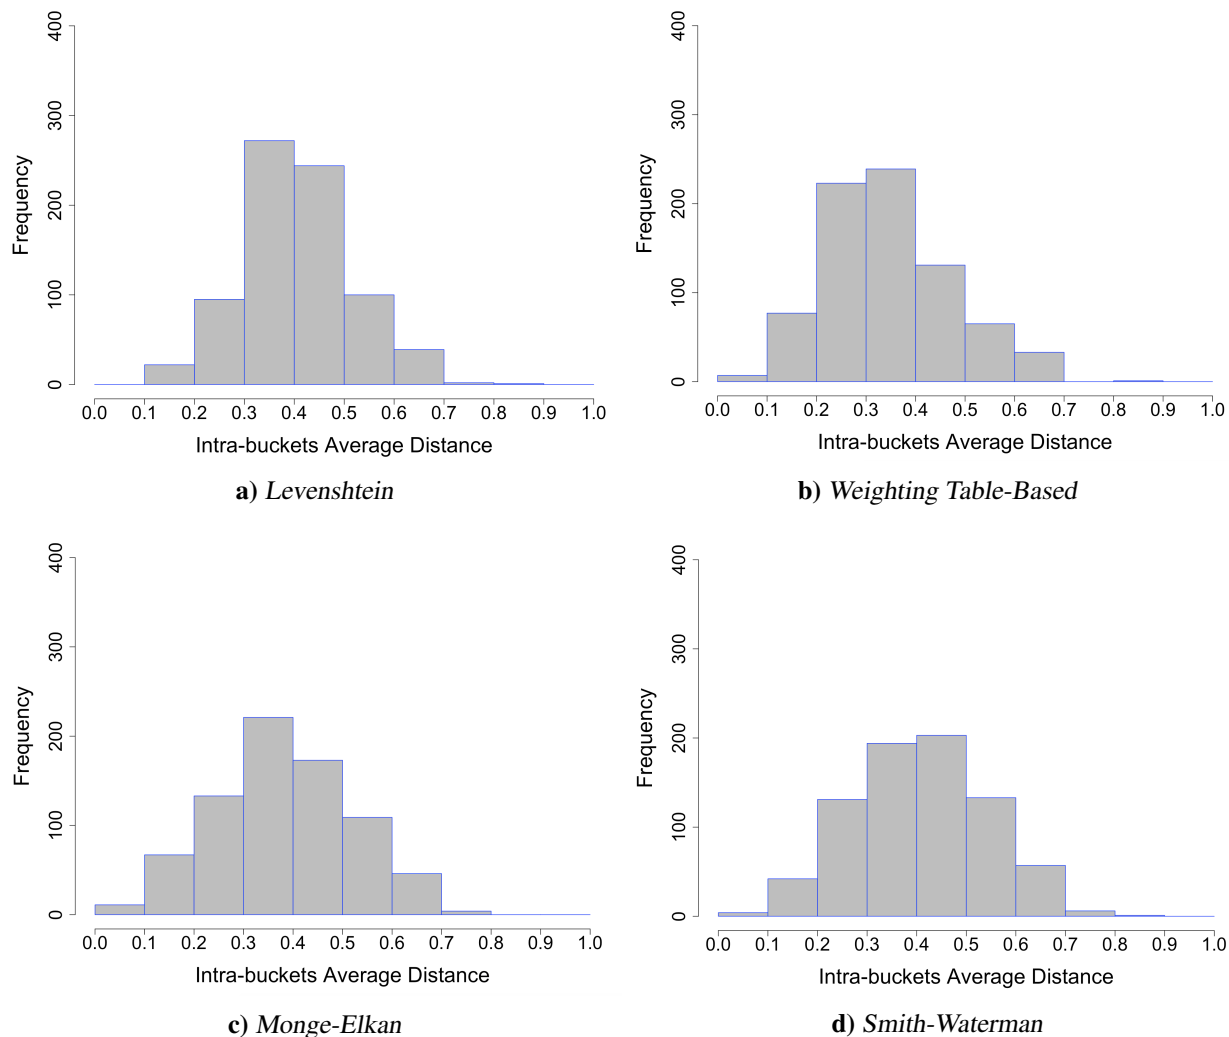 400
300
200
100
0
Frequency
0.0 0.1 0.2 0.3 0.4 0.5 0.6 0.7 0.8 0.9 1.0
Intra-buckets Average Distance
a) Levenshtein
400
300
200
100
0
Frequency
0.0 0.1 0.2 0.3 0.4 0.5 0.6 0.7 0.8 0.9 1.0
Intra-buckets Average Distance
b) Weighting Table-Based
400
300
200
100
0
Frequency
0.0 0.1 0.2 0.3 0.4 0.5 0.6 0.7 0.8 0.9 1.0
Intra-buckets Average Distance
c) Monge-Elkan
400
300
200
100
0
Frequency
0.0 0.1 0.2 0.3 0.4 0.5 0.6 0.7 0.8 0.9 1.0
Intra-buckets Average Distance
d) Smith-Waterman